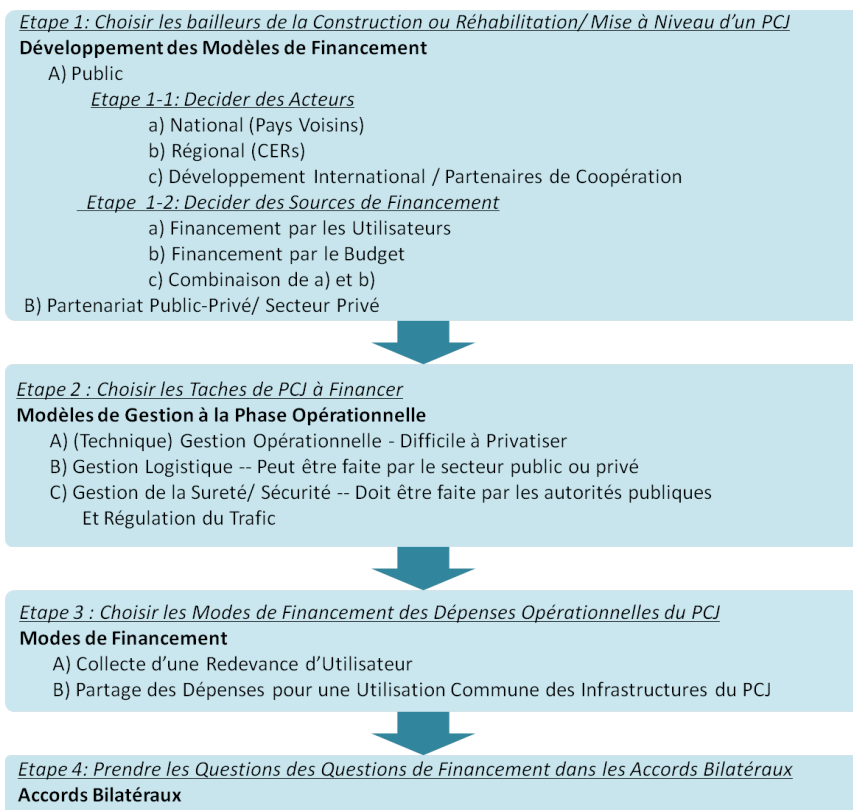 Etape 1: Choisir les bailleurs de la Construction ou Réhabilitation/ Mise à Niveau d'un PCJ
Développement des Modèles de Financement
A) Public
Etape 1-1: Decider des Acteurs
a) National (Pays Voisins)
b) Régional (CERs)
c) Développement International / Partenaires de Coopération
Etape 1-2: Decider des Sources de Financement
a) Financement par les Utilisateurs
b) Financement par le Budget
c) Combinaison de a) et b)
B) Partenariat Public-Privé/ Secteur Privé
Etape 2 : Choisir les Taches de PCJ à Financer
Modèles de Gestion à la Phase Opérationnelle
A) (Technique) Gestion Opérationnelle - Difficile à Privatiser
B) Gestion Logistique -- Peut être faite par le secteur public ou privé
C) Gestion de la Sureté/ Sécurité -- Doit être faite par les autorités publiques
Et Régulation du Trafic
Etape 3 : Choisir les Modes de Financement des Dépenses Opérationnelles du PCJ
Modes de Financement
A) Collecte d'une Redevance d'Utilisateur
B) Partage des Dépenses pour une Utilisation Commune des Infrastructures du PCJ
Etape 4: Prendre les Questions des Questions de Financement dans les Accords Bilatéraux
Accords Bilatéraux